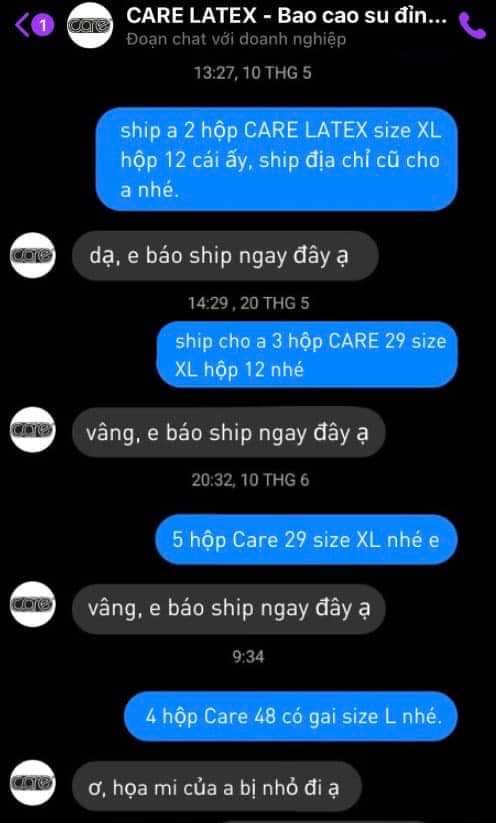 1
CARE LATEX - Bao cao su đỉn...
Đoạn chat với doanh nghiệp
13:27, 10 THG 5
ship a 2 hộp CARE LATEX size XL
hộp 12 cái ấy, ship địa chỉ cũ cho
a nhé.
care
dạ, e báo ship ngay đây ạ
14:29 , 20 THG 5
ship cho a 3 hộp CARE 29 size
XL hộp 12 nhé
care
vâng, e báo ship ngay đây ạ
20:32, 10 THG 6
5 hộp Care 29 size XL nhé e
care
vâng, e báo ship ngay đây ạ
9:34
4 hộp Care 48 có gai size L nhé.
care
ơ, họa mi của a bị nhỏ đi ạ